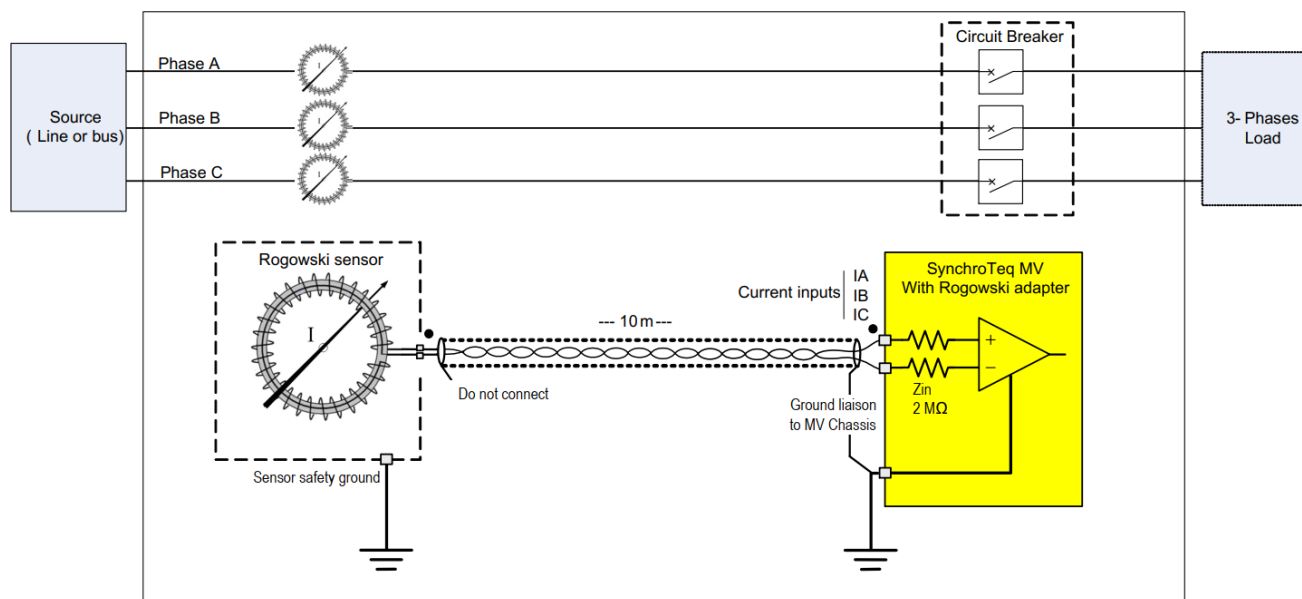 Circuit Breaker
Phase A
Source
( Line or bus)
Phase B
3- Phases
Load
Phase C
Rogowski sensor
I
Do not connect
Sensor safety ground
--- 10 m ---
Current inputs
IA
IB
IC
SynchroTeq MV
With Rogowski adapter
+
−
Zin
2 MΩ
Ground liaison
to MV Chassis